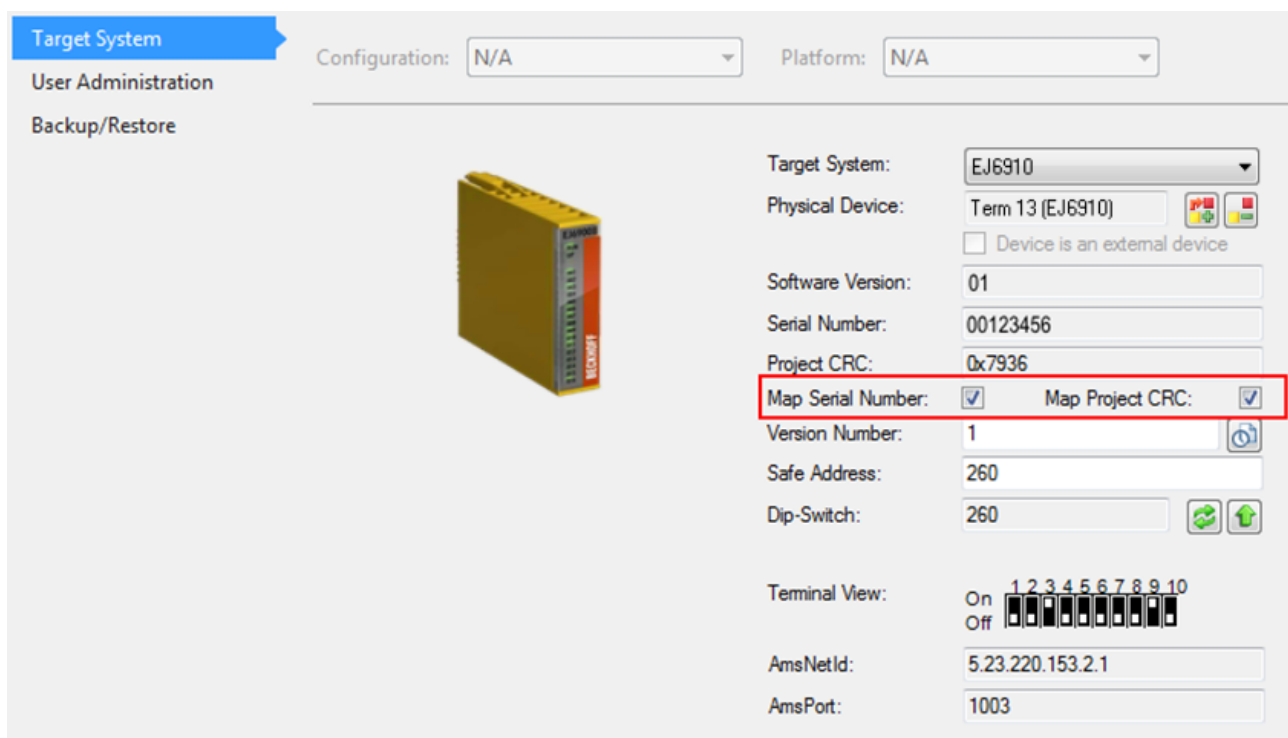 Target System
User Administration
Backup/Restore
Configuration: N/A Platform: N/A
BECKHOFF
Target System: EJ6910
Physical Device: Term 13 (EJ6910)
Device is an external device
Software Version: 01
Serial Number: 00123456
Project CRC: 0x7936
Map Serial Number: Map Project CRC:
Version Number: 1
Safe Address: 260
Dip-Switch: 260
Terminal View:
1 2 3 4 5 6 7 8 9 10
On
Off
AmsNetId: 5.23.220.153.2.1
AmsPort: 1003